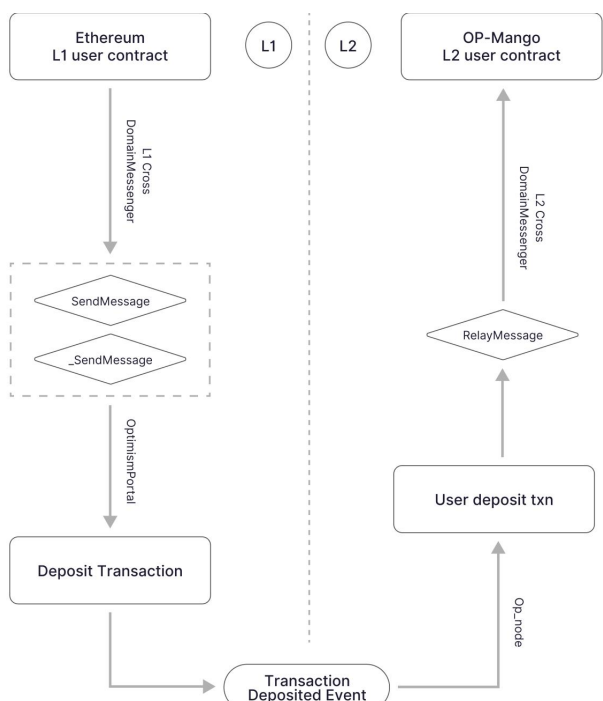 Ethereum
L1 user contract
L1
L2
OP-Mango
L2 user contract
L1 Cross
DomainMessenger
L2 Cross
DomainMessenger
SendMessage
_SendMessage
RelayMessage
OptimismPortal
User deposit txn
Deposit Transaction
Op_node
Transaction
Deposited Event